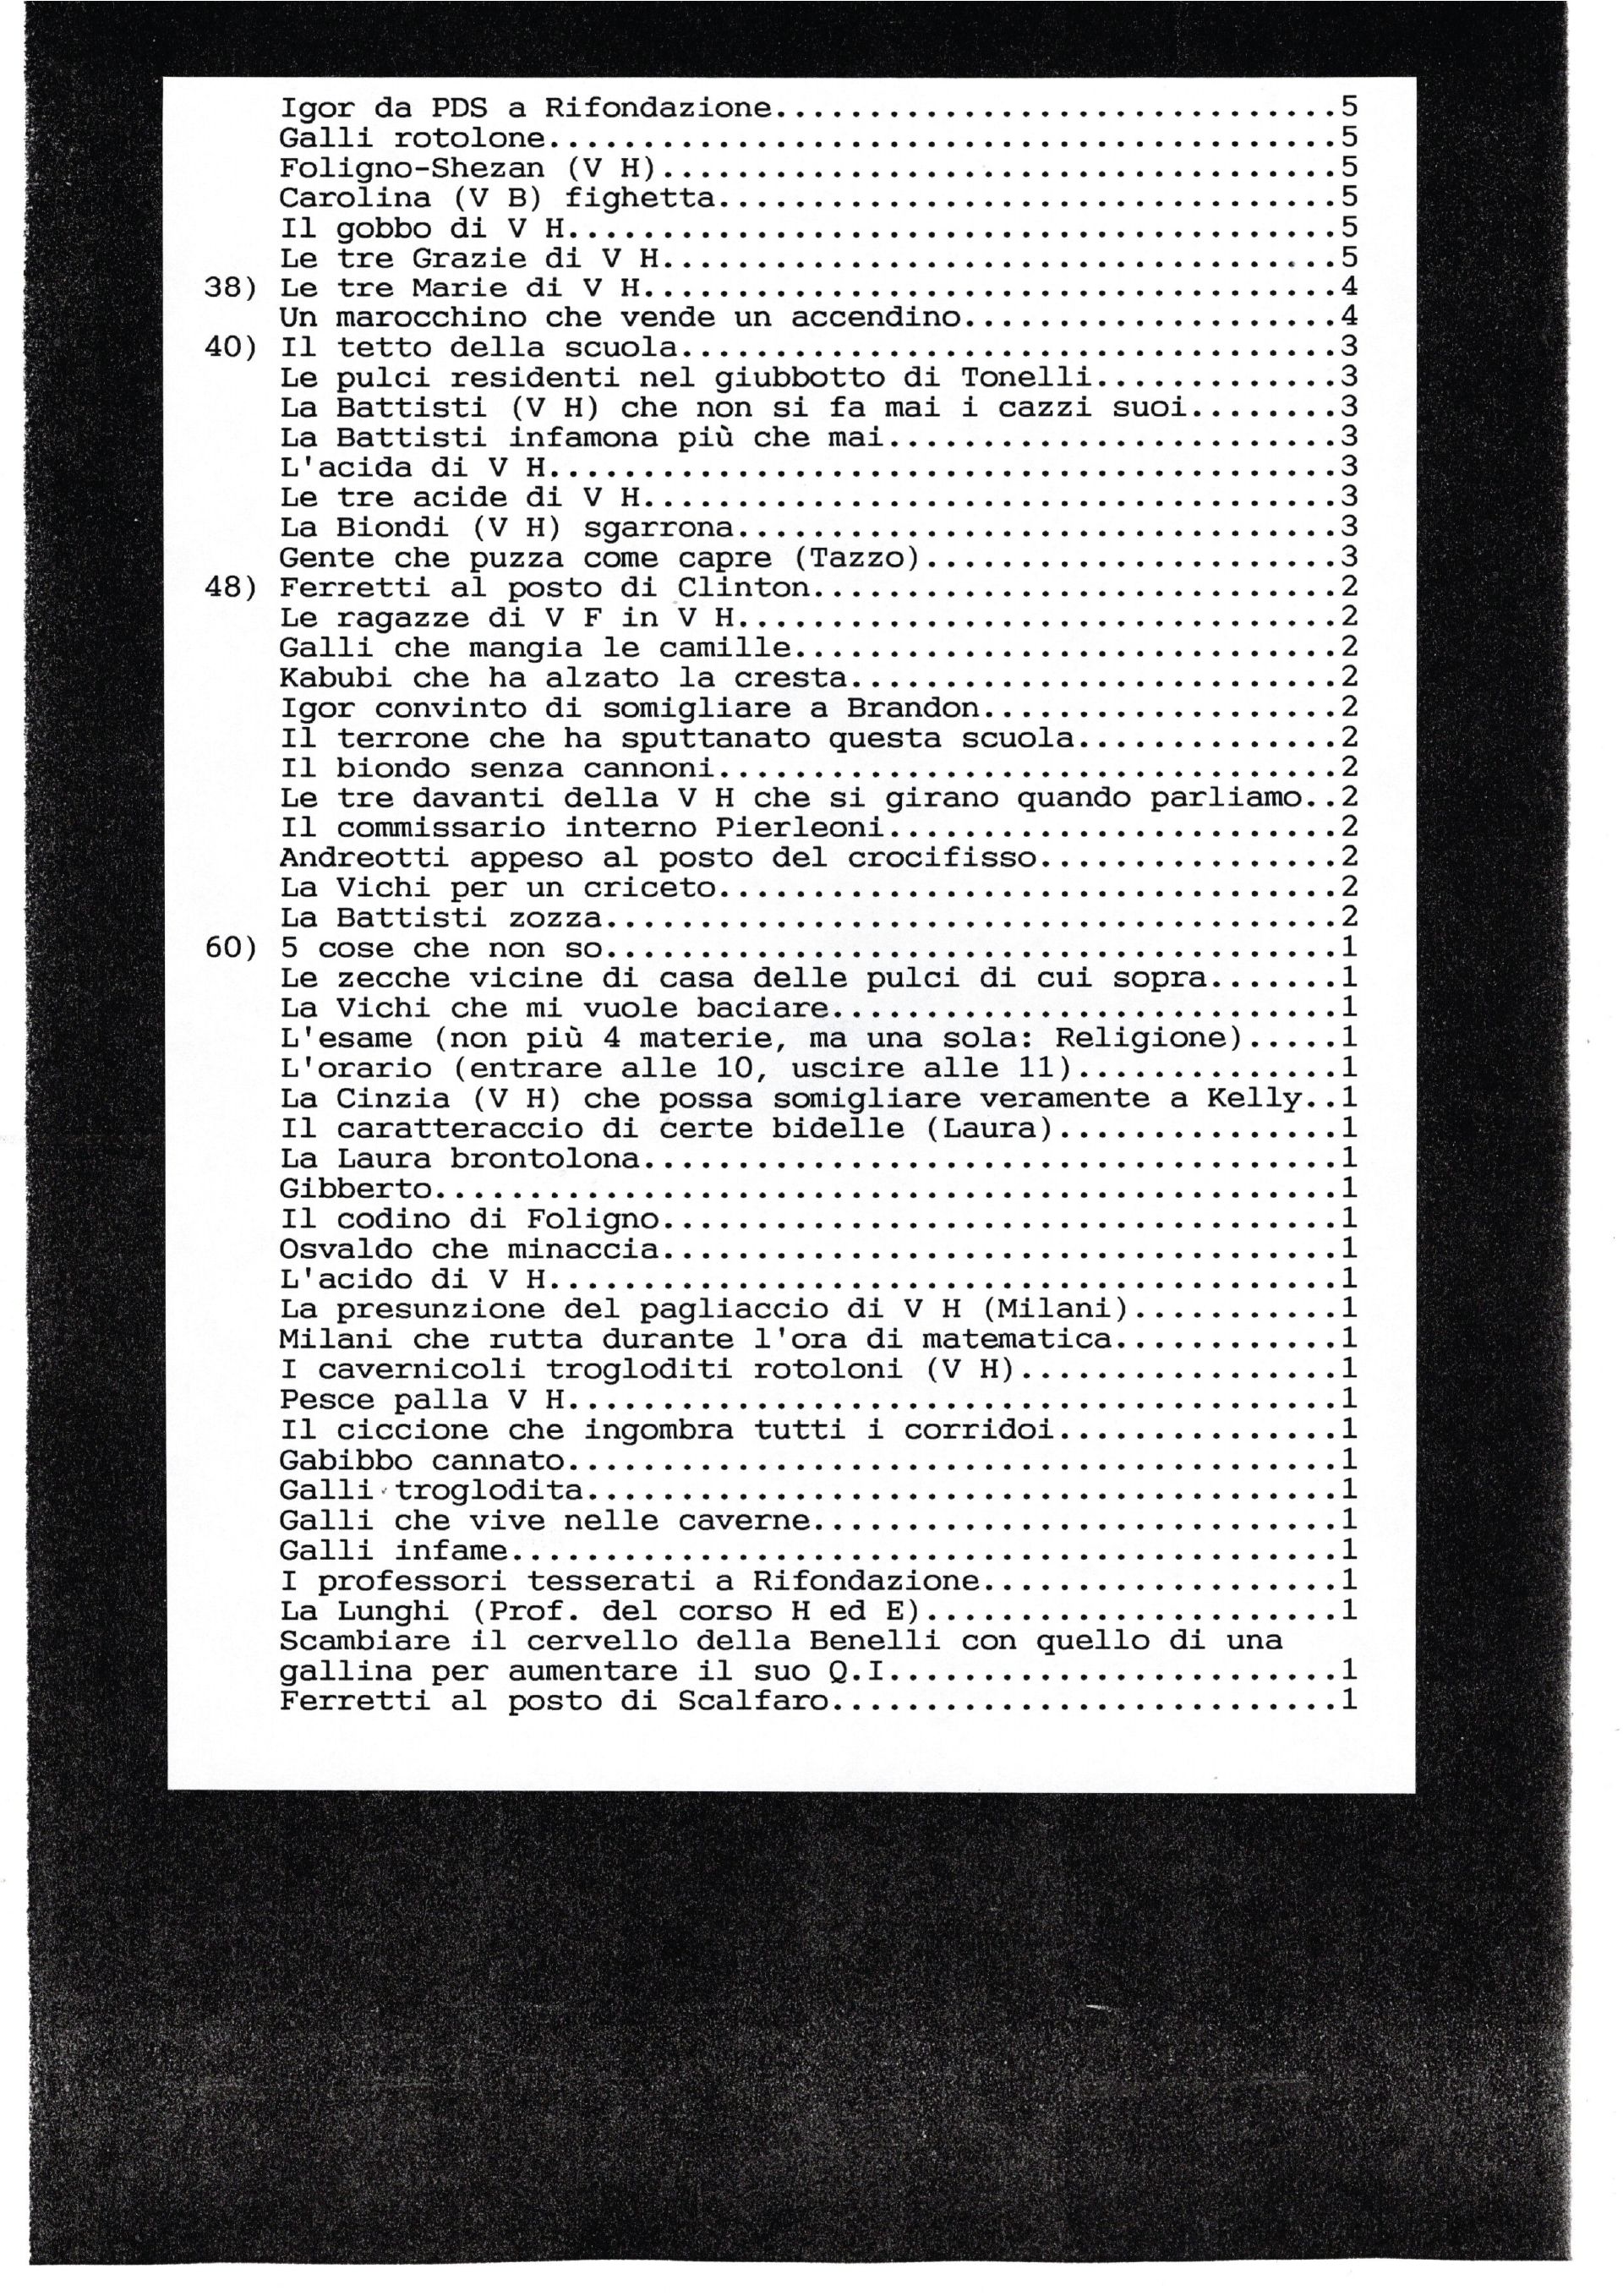 Igor da PDS a Rifondazione..............................5
Galli rotolone..........................................5
Foligno-Shezan (V H)....................................5
Carolina (V B) fighetta.................................5
Il gobbo di V H.........................................5
Le tre Grazie di V H....................................5
38) Le tre Marie di V H.....................................4
Un marocchino che vende un accendino....................4
40) Il tetto della scuola...................................3
Le pulci residenti nel giubbotto di Tonelli.............3
La Battisti (V H) che non si fa mai i cazzi suoi........3
La Battisti infamona più che mai........................3
L'acida di V H..........................................3
Le tre acide di V H.....................................3
La Biondi (V H) sgarrona................................3
Gente che puzza come capre (Tazzo)......................3
48) Ferretti al posto di Clinton............................2
Le ragazze di V F in V H................................2
Galli che mangia le camille.............................2
Kabubi che ha alzato la cresta..........................2
Igor convinto di somigliare a Brandon...................2
Il terrone che ha sputtanato questa scuola..............2
Il biondo senza cannoni.................................2
Le tre davanti della V H che si girano quando parliamo..2
Il commissario interno Pierleoni........................2
Andreotti appeso al posto del crocifisso................2
La Vichi per un criceto.................................2
La Battisti zozza.......................................2
60) 5 cose che non so.......................................1
Le zecche vicine di casa delle pulci di cui sopra.......1
La Vichi che mi vuole baciare...........................1
L'esame (non più 4 materie, ma una sola: Religione).....1
L'orario (entrare alle 10, uscire alle 11)..............1
La Cinzia (V H) che possa somigliare veramente a Kelly..1
Il caratteraccio di certe bidelle (Laura)...............1
La Laura brontolona.....................................1
Gibberto................................................1
Il codino di Foligno....................................1
Osvaldo che minaccia....................................1
L'acido di V H..........................................1
La presunzione del pagliaccio di V H (Milani)...........1
Milani che rutta durante l'ora di matematica............1
I cavernicoli trogloditi rotoloni (V H).................1
Pesce palla V H.........................................1
Il ciccione che ingombra tutti i corridoi...............1
Gabibbo cannato.........................................1
Galli troglodita........................................1
Galli che vive nelle caverne............................1
Galli infame............................................1
I professori tesserati a Rifondazione...................1
La Lunghi (Prof. del corso H ed E)......................1
Scambiare il cervello della Benelli con quello di una
gallina per aumentare il suo Q.I........................1
Ferretti al posto di Scalfaro...........................1